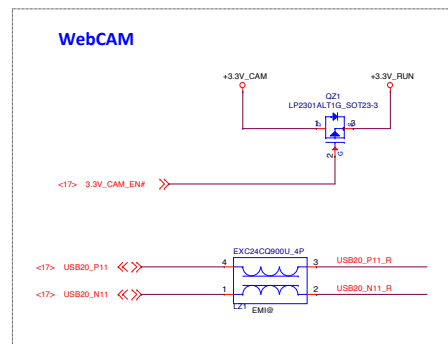 WebCAM
+3.3V_CAM
+3.3V_RUN
QZ1
LP2301ALT1G_SOT23-3
1 D S 3
2 G
<17> 3.3V_CAM_EN#
EXC24CQ900U_4P
<17> USB20_P11 4 3 USB20_P11_R
<17> USB20_N11 1 2 USB20_N11_R
LZ1 EMI@